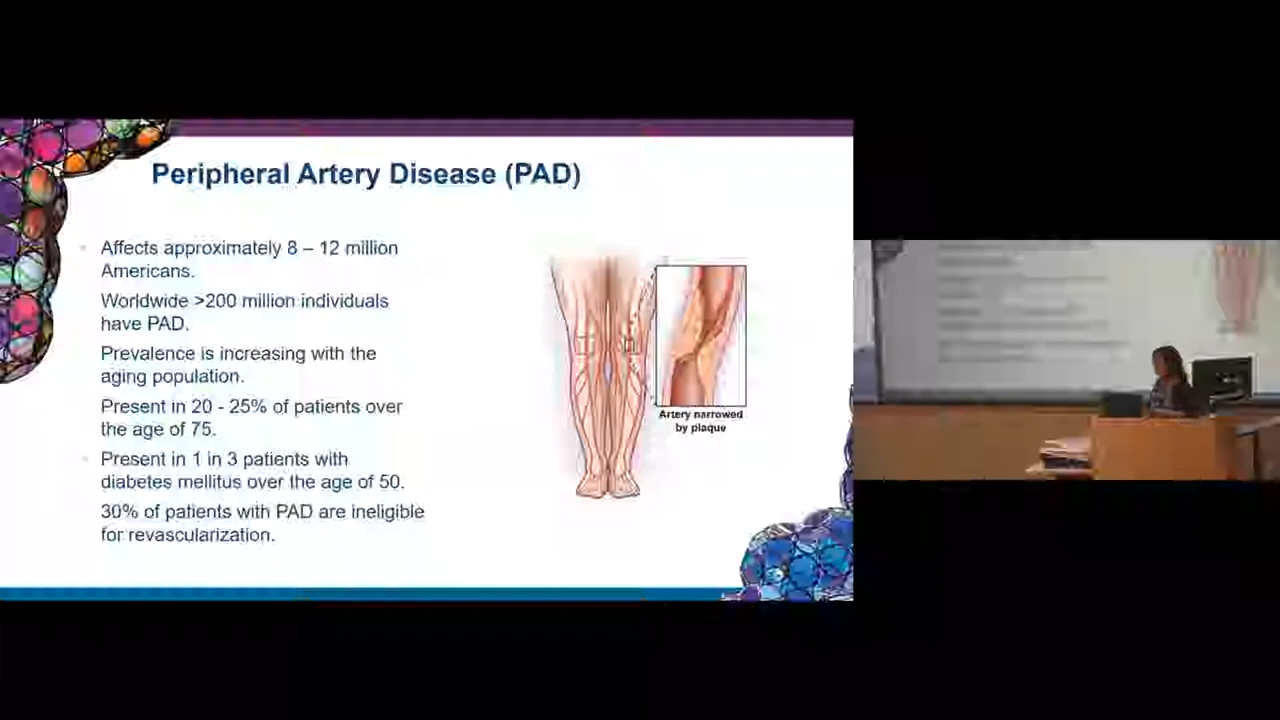 Peripheral Artery Disease (PAD)
Affects approximately 8 – 12 million
Americans.
Worldwide >200 million individuals
have PAD.
Prevalence is increasing with the
aging population.
Present in 20 - 25% of patients over
the age of 75.
Present in 1 in 3 patients with
diabetes mellitus over the age of 50.
30% of patients with PAD are ineligible
for revascularization.
Artery narrowed
by plaque